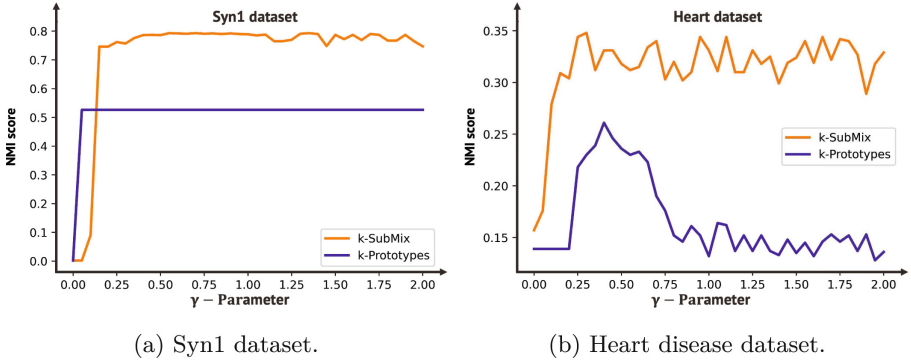 Syn1 dataset
NMI score
0.8
0.7
0.6
0.5
0.4
0.3
0.2
0.1
0.0
k-SubMix
k-Prototypes
0.00 0.25 0.50 0.75 1.00 1.25 1.50 1.75 2.00
γ − Parameter
(a) Syn1 dataset.
Heart dataset
NMI score
0.35
0.30
0.25
0.20
0.15
k-SubMix
k-Prototypes
0.00 0.25 0.50 0.75 1.00 1.25 1.50 1.75 2.00
γ − Parameter
(b) Heart disease dataset.